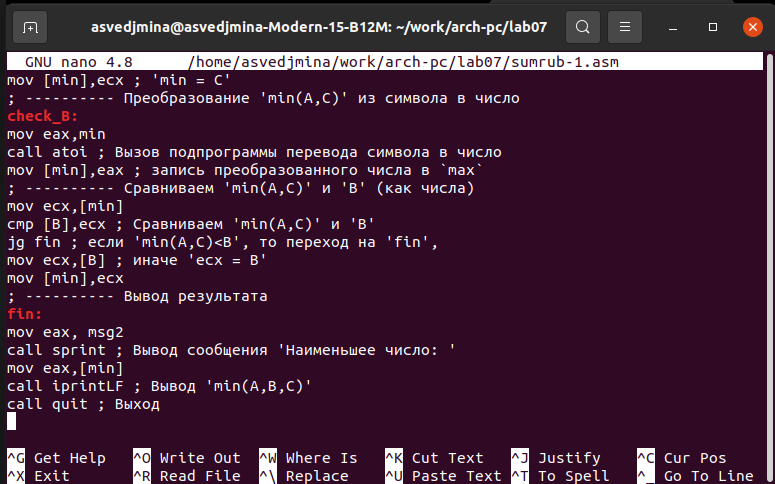 asvedjmina@asvedjmina-Modern-15-B12M: ~/work/arch-pc/lab07
GNU nano 4.8 /home/asvedjmina/work/arch-pc/lab07/sumrub-1.asm
mov [min],ecx ; 'min = C'
; ---------- Преобразование 'min(A,C)' из символа в число
check_B:
mov eax,min
call atoi ; Вызов подпрограммы перевода символа в число
mov [min],eax ; запись преобразованного числа в `max`
; ---------- Сравниваем 'min(A,C)' и 'B' (как числа)
mov ecx,[min]
cmp [B],ecx ; Сравниваем 'min(A,C)' и 'B'
jg fin ; если 'min(A,C)<B', то переход на 'fin',
mov ecx,[B] ; иначе 'ecx = B'
mov [min],ecx
; ---------- Вывод результата
fin:
mov eax, msg2
call sprint ; Вывод сообщения 'Наименьшее число: '
mov eax,[min]
call iprintLF ; Вывод 'min(A,B,C)'
call quit ; Выход
^G Get Help ^O Write Out ^W Where Is ^K Cut Text ^J Justify ^C Cur Pos
^X Exit ^R Read File ^\ Replace ^U Paste Text ^T To Spell ^_ Go To Line